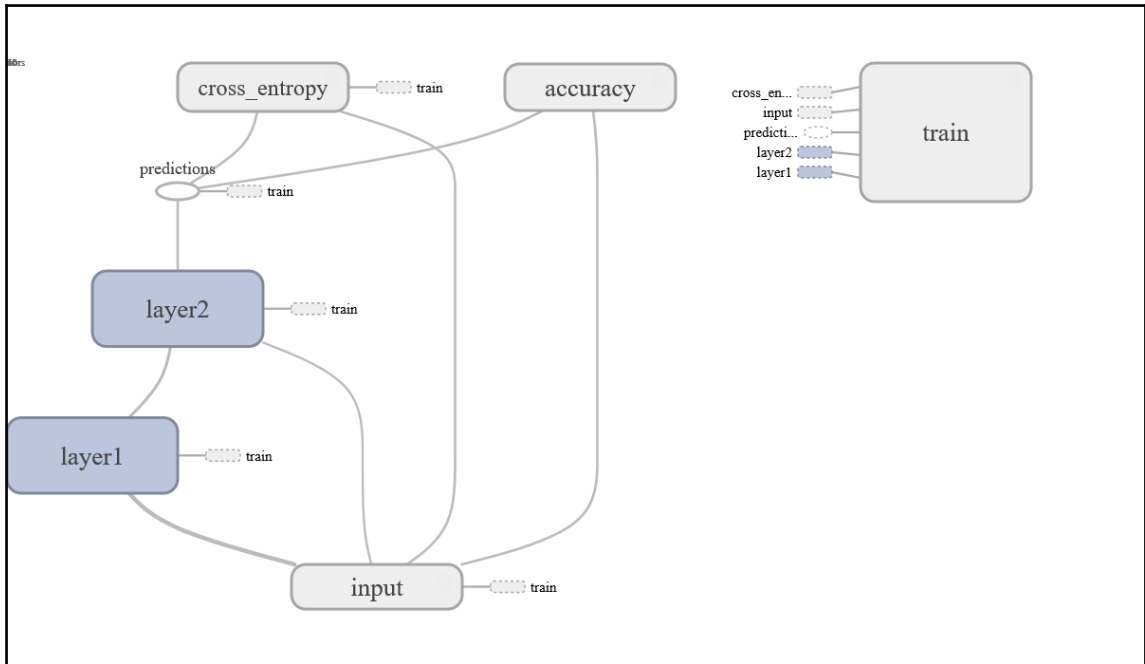 cross_entropy
train
accuracy
cross_en...
input
predicti...
layer2
layer1
train
predictions
train
layer2
train
layer1
train
input
train